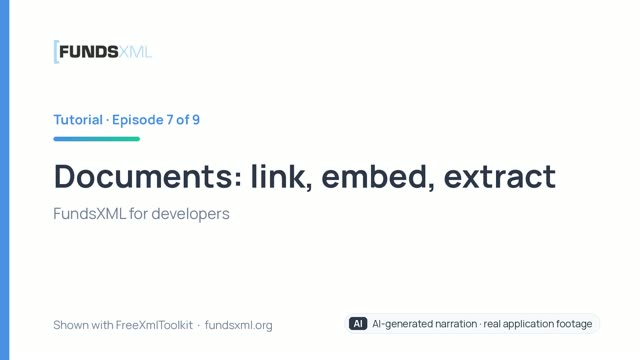 FUNDSXML
Tutorial · Episode 7 of 9
Documents: link, embed, extract
FundsXML for developers
Shown with FreeXmlToolkit · fundsxml.org
AI AI-generated narration · real application footage